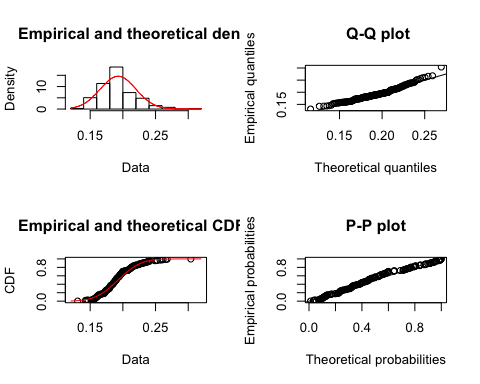 Empirical and theoretical den
Density
0
10
0.15
0.25
Data
Q-Q plot
Empirical quantiles
0.15
0.15
0.20
0.25
Theoretical quantiles
Empirical and theoretical CDF
CDF
0.0
0.8
0.15
0.25
Data
P-P plot
Empirical probabilities
0.0
0.8
0.0
0.4
0.8
Theoretical probabilities